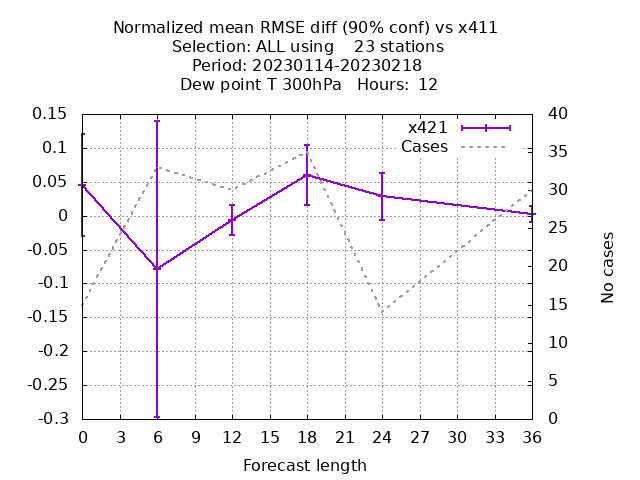 Normalized mean RMSE diff (90% conf) vs x411
Selection: ALL using    23 stations
Period: 20230114-20230218
Dew point T 300hPa   Hours:  12
0.15
0.1
0.05
0
-0.05
-0.1
-0.15
-0.2
-0.25
-0.3
x421
Cases
40
35
30
25
20
15
10
5
0
No cases
0 3 6 9 12 15 18 21 24 27 30 33 36
Forecast length